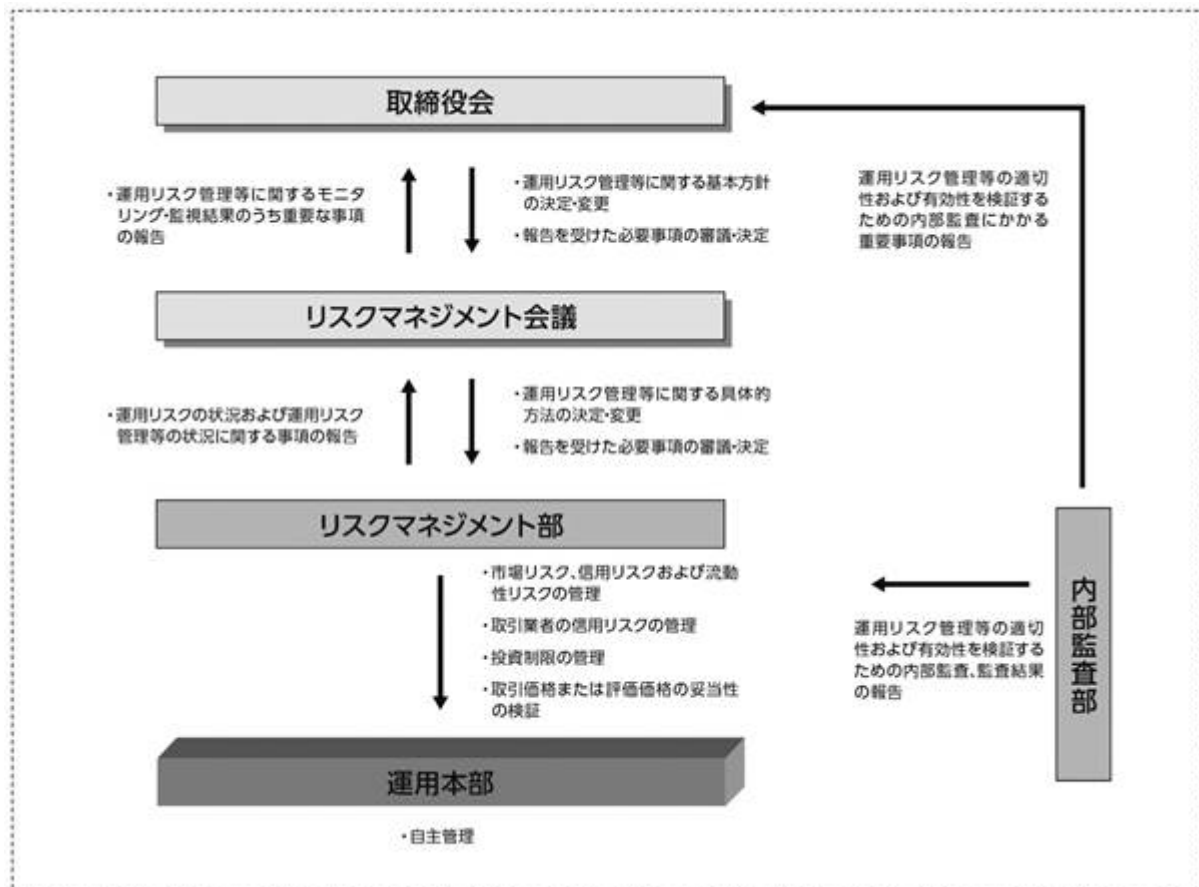 取締役会
・運用リスク管理等に関するモニタ
リング・監視結果のうち重要な事項
の報告
・運用リスク管理等に関する基本方針
の決定・変更
・報告を受けた必要事項の審議・決定
運用リスク管理等の適切
性および有効性を検証す
るための内部監査にかかる
重要事項の報告
リスクマネジメント会議
・運用リスクの状況および運用リスク
管理等の状況に関する事項の報告
・運用リスク管理等に関する具体的
方法の決定・変更
・報告を受けた必要事項の審議・決定
リスクマネジメント部
・市場リスク、信用リスクおよび流動
性リスクの管理
・取引業者の信用リスクの管理
・投資制限の管理
・取引価格または評価価格の妥当性
の検証
運用リスク管理等の適切
性および有効性を検証する
ための内部監査、監査結果
の報告
内部監査部
運用本部
・自主管理